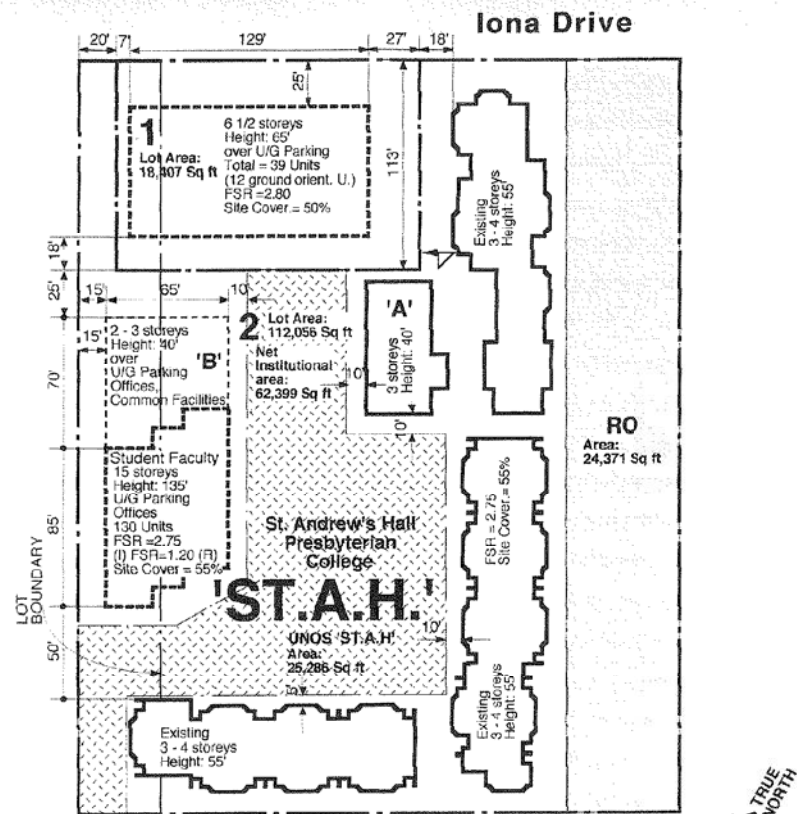 Iona Drive
20'
7'
129'
27'
18'
25'
1
Lot Area:
18,407 Sq ft
6 1/2 storeys
Height: 65'
over U/G Parking
Total = 39 Units
(12 ground orient. U.)
FSR =2.80
Site Cover.= 50%
113'
Existing
3 - 4 storeys
Height: 55'
18'
25'
15'
65'
10'
2
Lot Area:
112,056 Sq ft
Net
Institutional
area:
62,399 Sq ft
'A'
3 storeys
Height: 40'
15'
2 - 3 storeys
Height: 40'
over
U/G Parking
Offices,
Common Facilities
'B'
70'
10'
10'
RO
Area:
24,371 Sq ft
Student Faculty
15 storeys
Height: 135'
U/G Parking
Offices
130 Units
FSR =2.75
(I) FSR=1.20 (R)
Site Cover = 55%
85'
FSR = 2.75
Site Cover.= 55%
St. Andrew's Hall
Presbyterian
College
'ST.A.H.'
LOT
BOUNDARY
UNOS 'ST.A.H'
Area:
25,286 Sq ft
10'
50'
5'
Existing
3 - 4 storeys
Height: 55'
Existing
3 - 4 storeys
Height: 55'
TRUE
NORTH